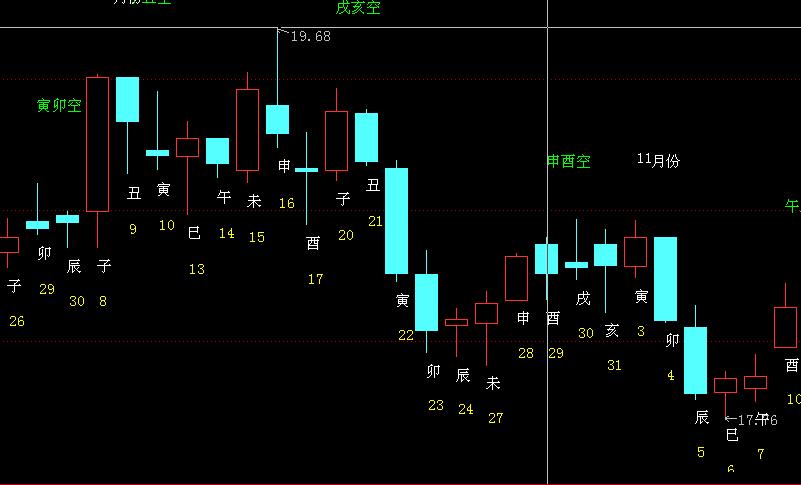 戌亥空
19.68
寅卯空
申酉空
11月份
午
子
26
卯
29
辰
30
子
8
丑
9
寅
10
巳
13
午
14
未
15
申
16
酉
17
子
20
丑
21
寅
22
卯
23
辰
24
未
27
申
28
酉
29
戌
30
亥
31
寅
3
卯
4
辰
5
巳
6
午
7
酉
10